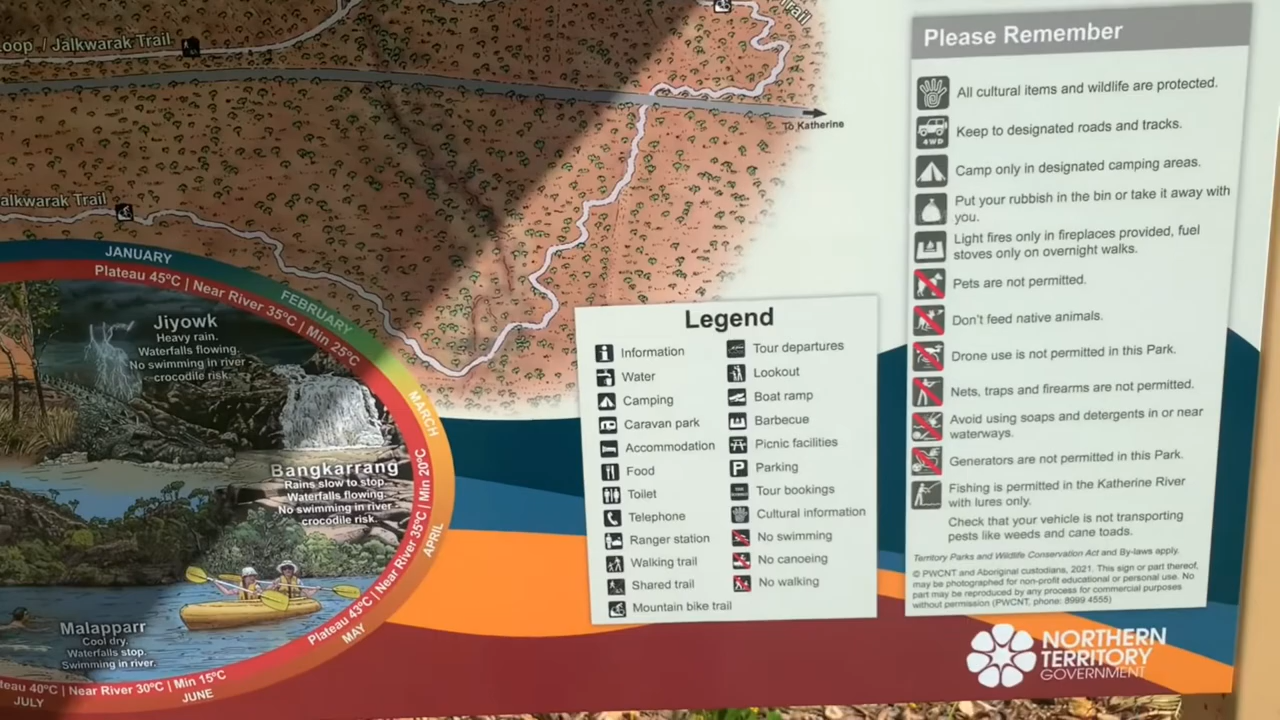 Loop / Jalkwarak Trail
Trail
To Katherine
alkwarak Trail
JANUARY
Plateau 45ºC | Near River 35ºC | Min 25ºC
FEBRUARY
MARCH
Jiyowk
Heavy rain.
Waterfalls flowing.
No swimming in river
crocodile risk.
Bangkarrang
Rains slow to stop.
Waterfalls flowing.
No swimming in river
crocodile risk.
Plateau 43ºC | Near River 35ºC | Min 20ºC
APRIL
MAY
Malapparr
Cool dry.
Waterfalls stop.
Swimming in river.
teau 40ºC | Near River 30ºC | Min 15ºC
JULY
JUNE
Legend
Information
Water
Camping
Caravan park
Accommodation
Food
Toilet
Telephone
Ranger station
Walking trail
Shared trail
Mountain bike trail
Tour departures
Lookout
Boat ramp
Barbecue
Picnic facilities
P Parking
Tour bookings
Cultural information
No swimming
No canoeing
No walking
Please Remember
All cultural items and wildlife are protected.
4WD
Keep to designated roads and tracks.
Camp only in designated camping areas.
Put your rubbish in the bin or take it away with
you.
Light fires only in fireplaces provided, fuel
stoves only on overnight walks.
Pets are not permitted.
Don't feed native animals.
Drone use is not permitted in this Park.
Nets, traps and firearms are not permitted.
Avoid using soaps and detergents in or near
waterways.
Generators are not permitted in this Park.
Fishing is permitted in the Katherine River
with lures only.
Check that your vehicle is not transporting
pests like weeds and cane toads.
Territory Parks and Wildlife Conservation Act and By-laws apply.
© PWCNT and Aboriginal custodians, 2021. This sign or part thereof,
may be photographed for non-profit educational or personal use. No
part may be reproduced by any process for commercial purposes
without permission (PWCNT, phone: 8999 4555)
NORTHERN
TERRITORY
GOVERNMENT